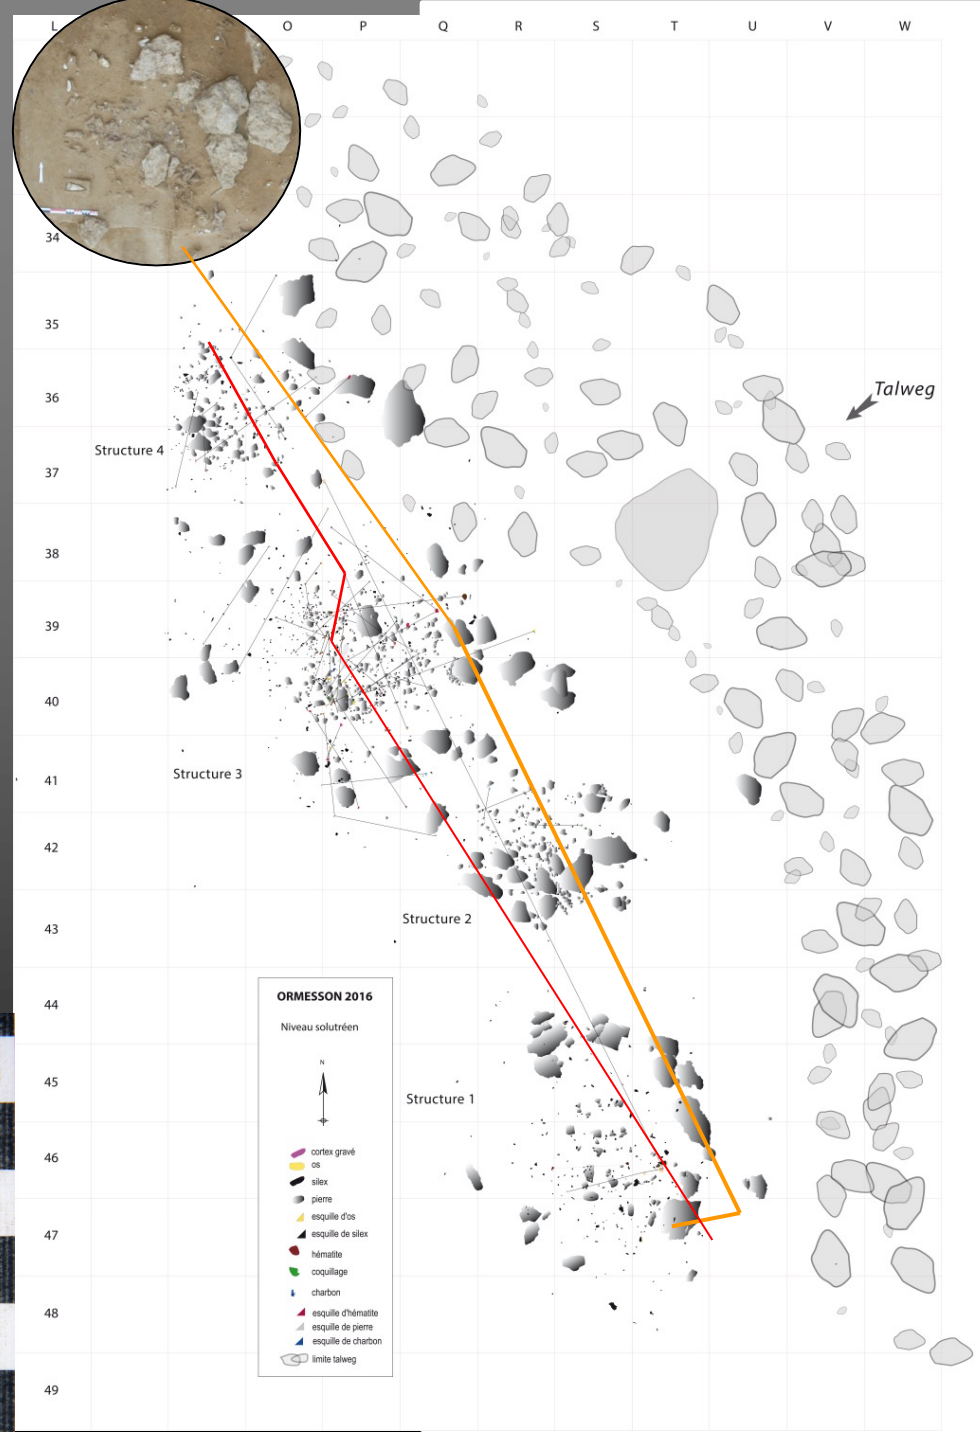 L O P Q R S T U V W
34
35
36
Talweg
Structure 4
37
38
39
40
Structure 3
41
42
Structure 2
43
ORMESSON 2016
44
Niveau solutréen
N
45
Structure 1
46
cortex gravé
os
silex
pierre
esquille d'os
esquille de silex
47
hématite
coquillage
charbon
48
esquille d'hématite
esquille de pierre
esquille de charbon
limite talweg
49